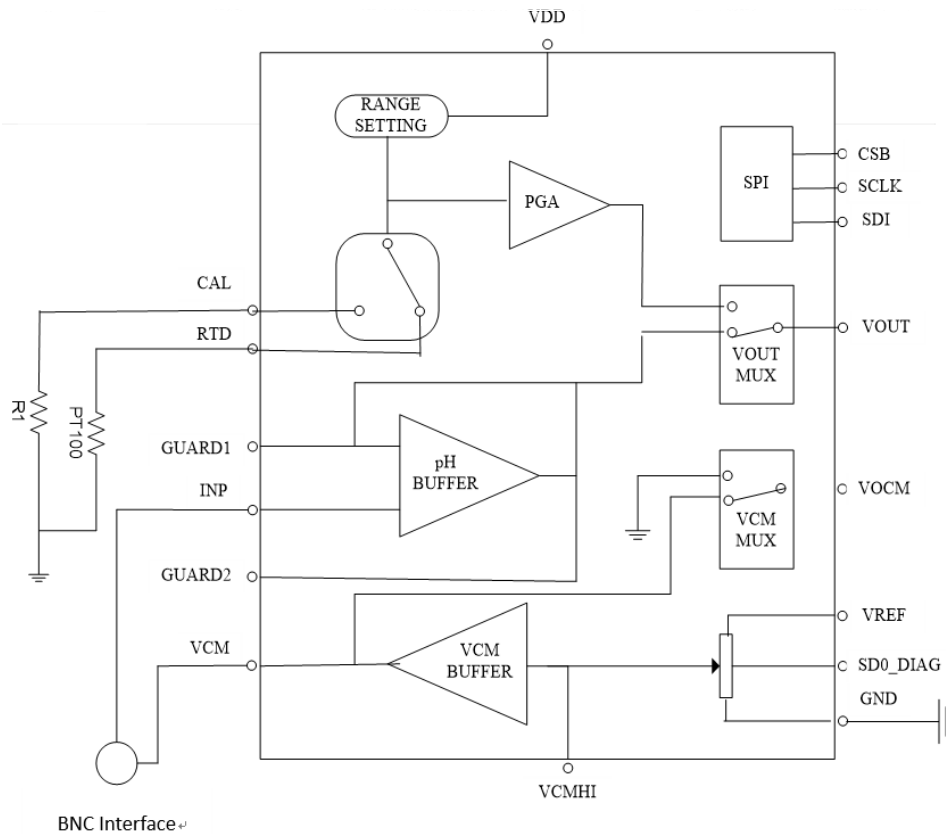 VDD
RANGE
SETTING
PGA
SPI
CSB
SCLK
SDI
CAL
RTD
VOUT
MUX
VOUT
R1
PT100
GUARD1
pH
BUFFER
INP
VOCM
VCM
MUX
GUARD2
VREF
VCM
VCM
BUFFER
SD0_DIAG
GND
VCMHI
BNC Interface